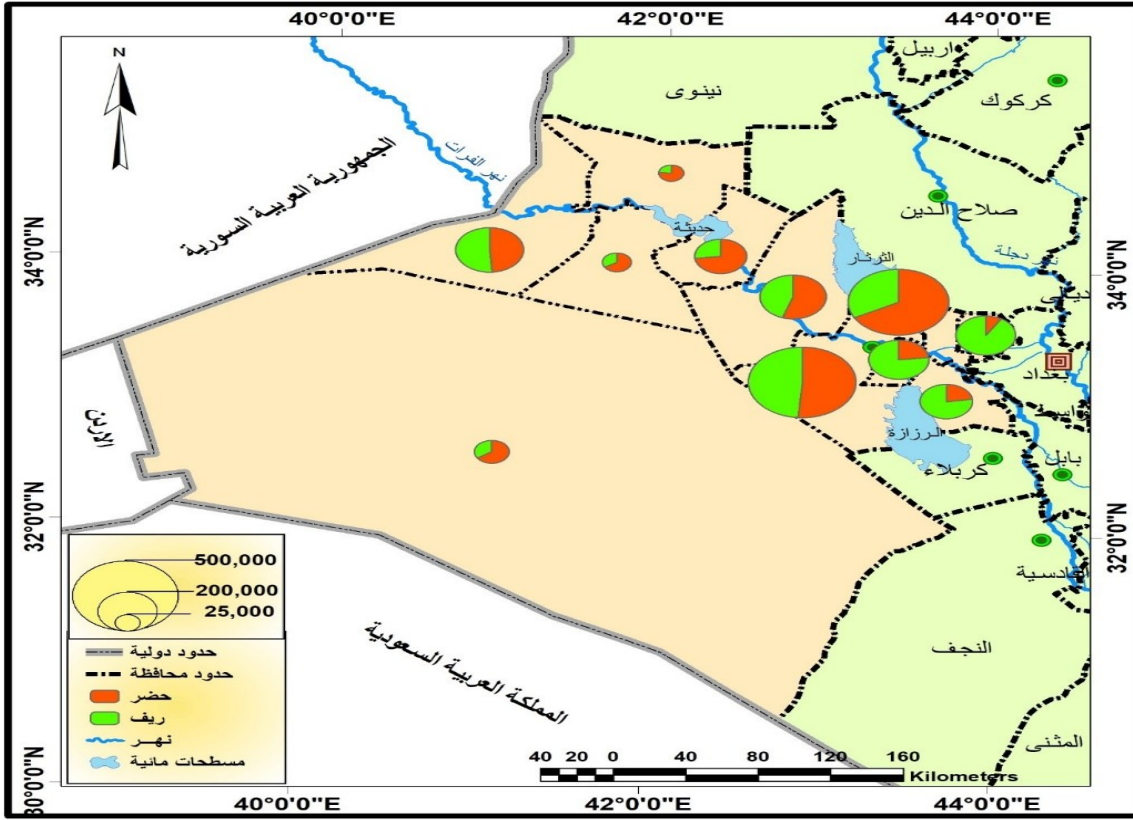 40°0'0"E
42°0'0"E
44°0'0"E
N
نينوى
اربيل
كركوك
الجمهورية العربية السورية
نهر الفرات
صلاح الدين
34°0'0"N
34°0'0"N
حديثة
الثرثار
نهر دجلة
ديالى
بغداد
الاردن
واسط
الرزازة
كربلاء
بابل
32°0'0"N
32°0'0"N
القادسية
500,000
200,000
25,000
النجف
حدود دولية
حدود محافظة
حضر
ريف
نهر
مسطحات مائية
المملكة العربية السعودية
المثنى
40 20 0 40 80 120 160
Kilometers
30°0'0"N
40°0'0"E
42°0'0"E
44°0'0"E